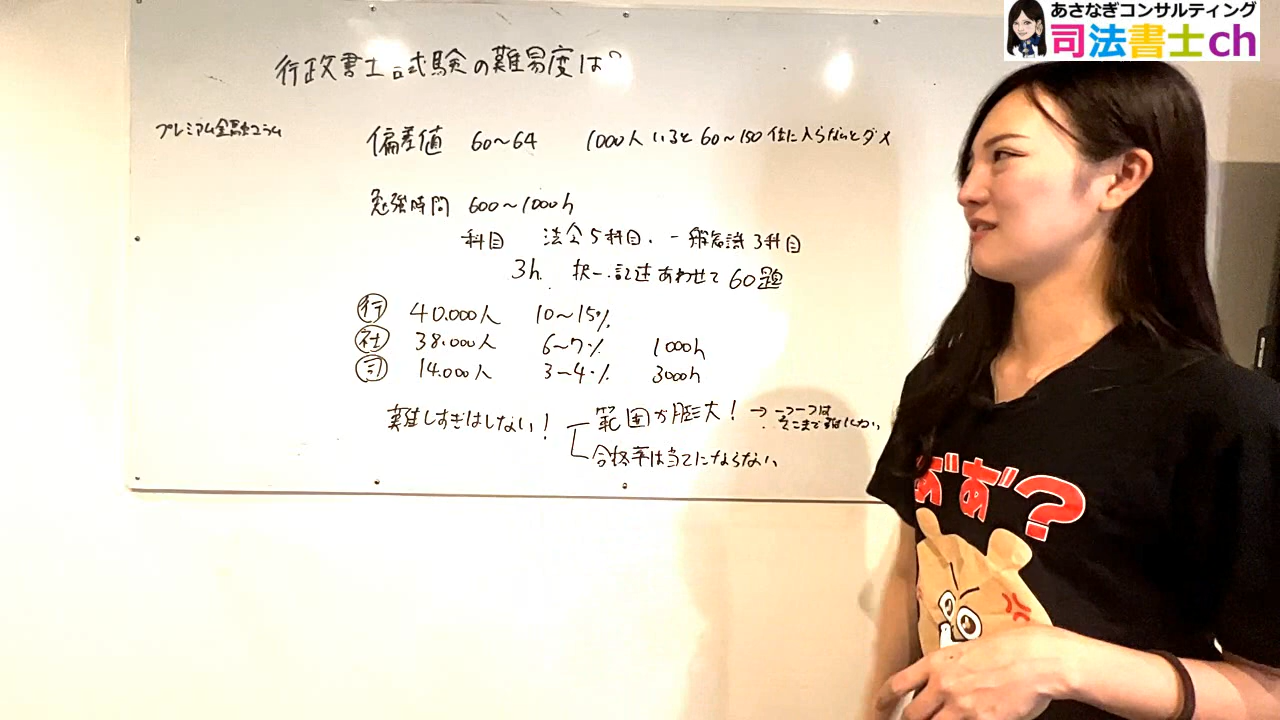 あさなぎコンサルティング
司法書士ch
行政書士試験の難易度は?
プレミアム全高むコラム
偏差値 60～64 1000人いると60～150位に入らないとダメ
勉強時間 600～1000h
科目 法令5科目、一般知識3科目
3h 択一、記述あわせて60題
行 40.000人 10～15%
社 38.000人 6～7% 1000h
司 14.000人 3～4% 3000h
難しすぎはしない! 範囲が膨大! → 一つ一つは
そこまで難しくない
合格率は当てにならない
あ゛あ゛?